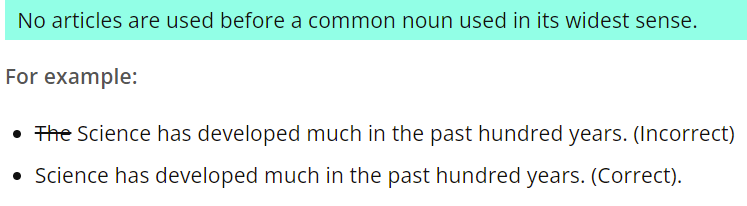 No articles are used before a common noun used in its widest sense.
For example:
• The Science has developed much in the past hundred years. (Incorrect)
• Science has developed much in the past hundred years. (Correct).